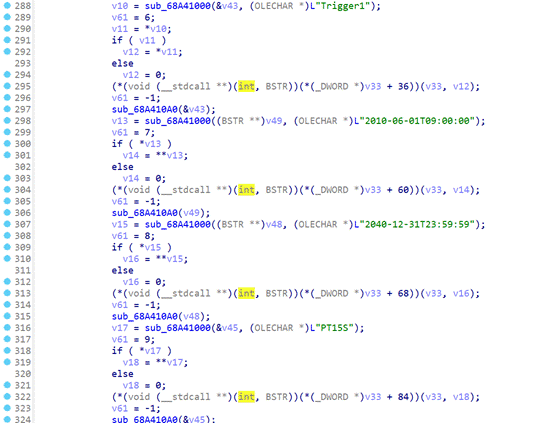 288 v10 = sub_68A41000(&v43, (OLECHAR *)L"Trigger1");
289 v61 = 6;
290 v11 = *v10;
291 if ( v11 )
292 v12 = *v11;
293 else
294 v12 = 0;
295 (*(void (__stdcall **)(int, BSTR))(*(_DWORD *)v33 + 36))(v33, v12);
296 v61 = -1;
297 sub_68A410A0(&v43);
298 v13 = sub_68A41000((BSTR **)v49, (OLECHAR *)L"2010-06-01T09:00:00");
299 v61 = 7;
300 if ( *v13 )
301 v14 = **v13;
302 else
303 v14 = 0;
304 (*(void (__stdcall **)(int, BSTR))(*(_DWORD *)v33 + 60))(v33, v14);
305 v61 = -1;
306 sub_68A410A0(v49);
307 v15 = sub_68A41000((BSTR **)v48, (OLECHAR *)L"2040-12-31T23:59:59");
308 v61 = 8;
309 if ( *v15 )
310 v16 = **v15;
311 else
312 v16 = 0;
313 (*(void (__stdcall **)(int, BSTR))(*(_DWORD *)v33 + 68))(v33, v16);
314 v61 = -1;
315 sub_68A410A0(v48);
316 v17 = sub_68A41000(&v45, (OLECHAR *)L"PT15S");
317 v61 = 9;
318 if ( *v17 )
319 v18 = **v17;
320 else
321 v18 = 0;
322 (*(void (__stdcall **)(int, BSTR))(*(_DWORD *)v33 + 84))(v33, v18);
323 v61 = -1;
324 sub_68A410A0(&v45);